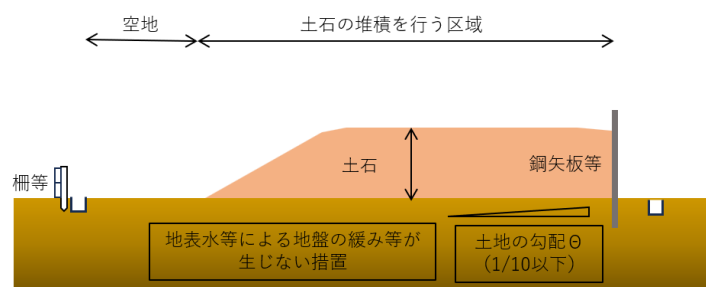 空地
土石の堆積を行う区域
土石
鋼矢板等
柵等
地表水等による地盤の緩み等が
生じない措置
土地の勾配Θ
（1/10以下）